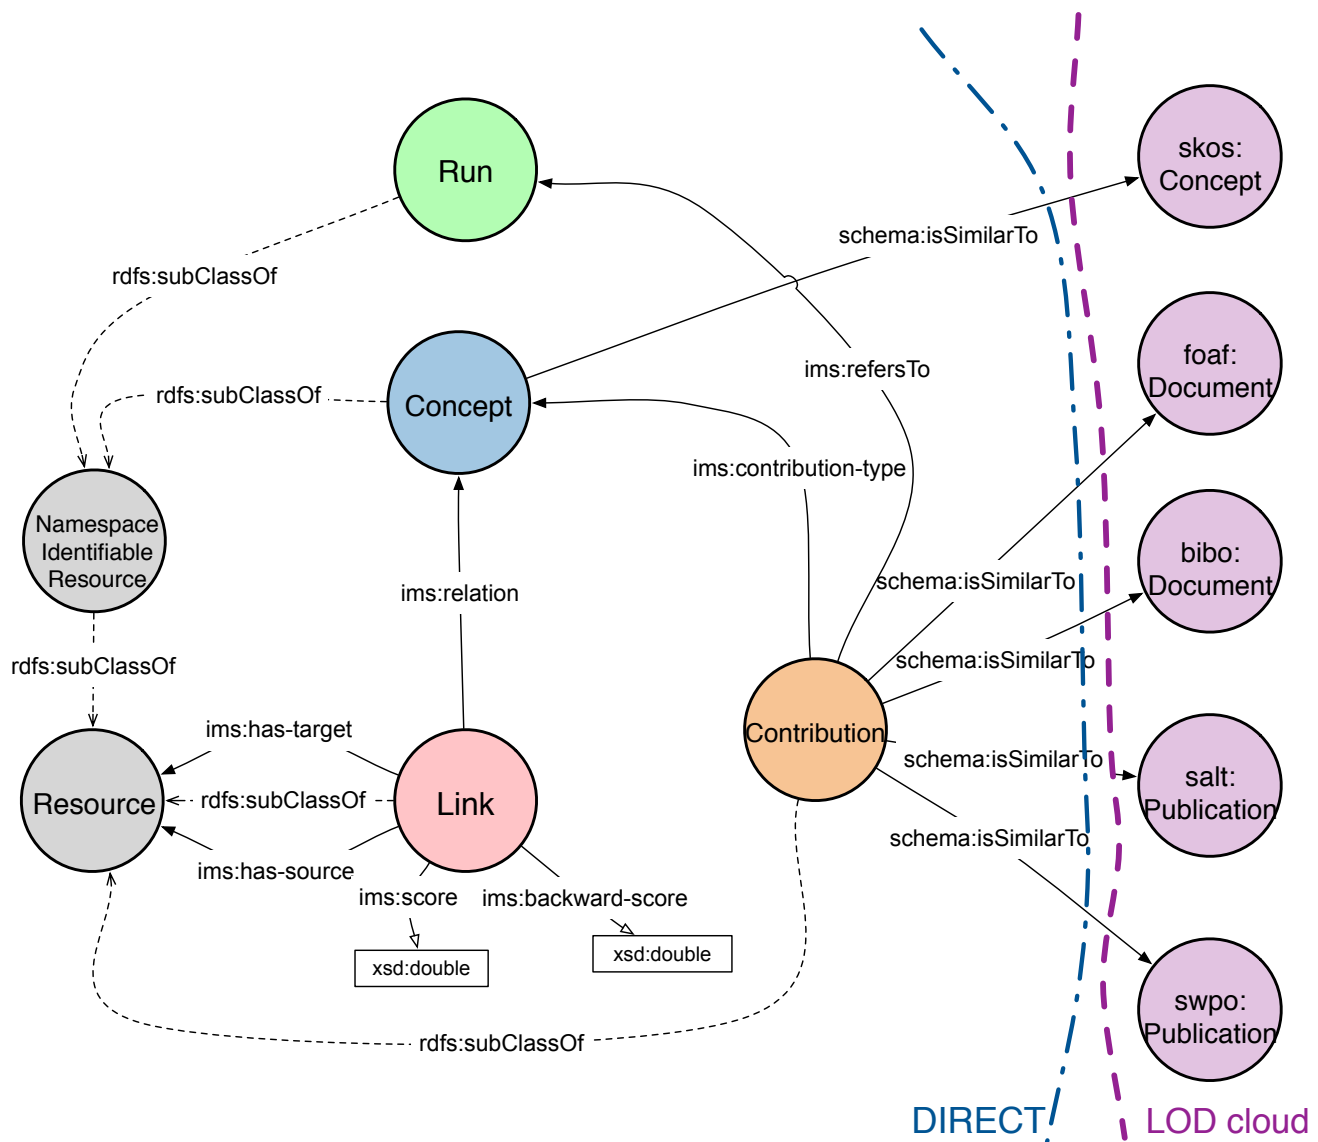 skos:
Concept
Run
schema:isSimilarTo
rdfs:subClassOf
foaf:
Document
ims:refersTo
rdfs:subClassOf
Concept
ims:contribution-type
Namespace
Identifiable
Resource
bibo:
Document
schema:isSimilarTo
ims:relation
rdfs:subClassOf
schema:isSimilarTo
ims:has-target
Contribution
schema:isSimilarTo
salt:
Publication
Resource
rdfs:subClassOf
Link
schema:isSimilarTo
ims:has-source
ims:score
ims:backward-score
xsd:double
xsd:double
swpo:
Publication
rdfs:subClassOf
DIRECT
LOD cloud